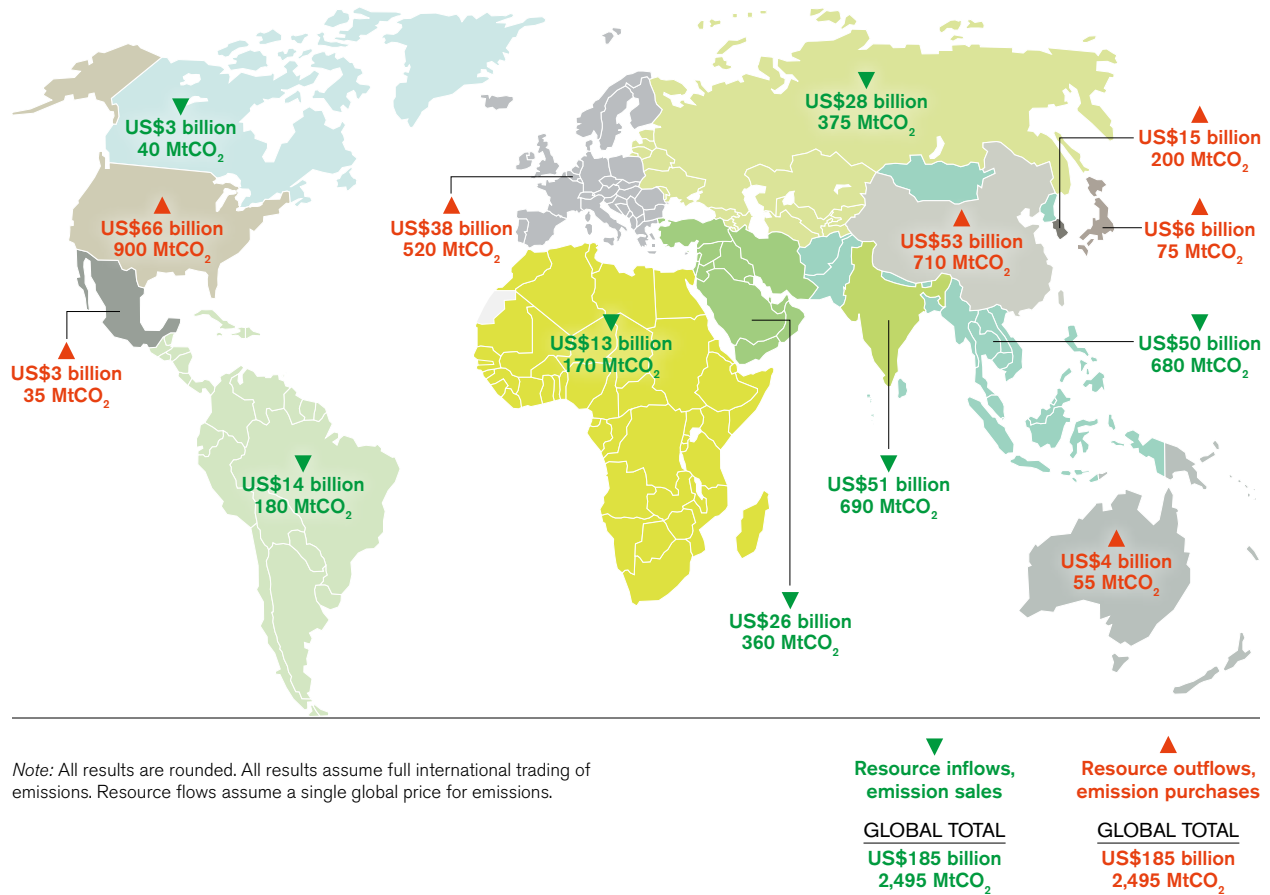 US$3 billion
40 MtCO₂
US$28 billion
375 MtCO₂
US$15 billion
200 MtCO₂
US$66 billion
900 MtCO₂
US$38 billion
520 MtCO₂
US$53 billion
710 MtCO₂
US$6 billion
75 MtCO₂
US$3 billion
35 MtCO₂
US$13 billion
170 MtCO₂
US$50 billion
680 MtCO₂
US$14 billion
180 MtCO₂
US$51 billion
690 MtCO₂
US$4 billion
55 MtCO₂
US$26 billion
360 MtCO₂
Note: All results are rounded. All results assume full international trading of
emissions. Resource flows assume a single global price for emissions.
Resource inflows,
emission sales
GLOBAL TOTAL
US$185 billion
2,495 MtCO₂
Resource outflows,
emission purchases
GLOBAL TOTAL
US$185 billion
2,495 MtCO₂